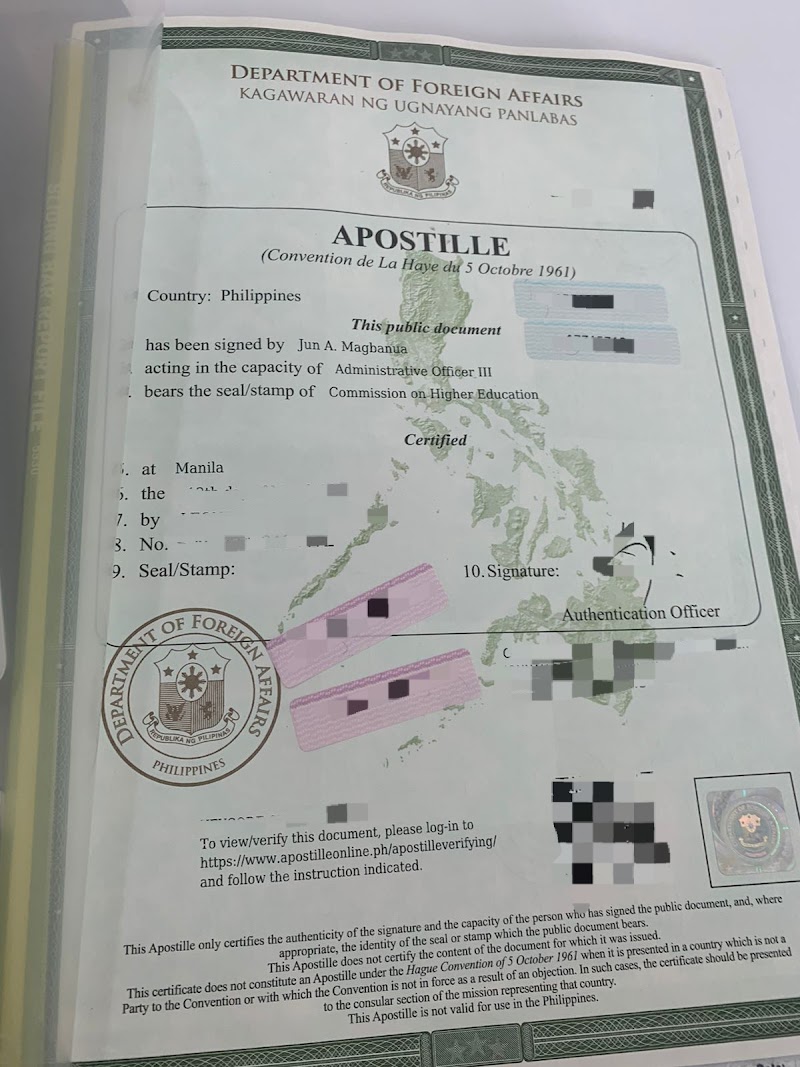 DEPARTMENT OF FOREIGN AFFAIRS
KAGAWARAN NG UGNAYANG PANLABAS
REPUBLIKA NG PILIPINAS
APOSTILLE
(Convention de La Haye du 5 Octobre 1961)
Country: Philippines
This public document
has been signed by Jun A. Magbanua
acting in the capacity of Administrative Officer III
. bears the seal/stamp of Commission on Higher Education
Certified
. at Manila
6. the
7. by
8. No.
9. Seal/Stamp:
10. Signature:
Authentication Officer
DEPARTMENT OF FOREIGN AFFAIRS
REPUBLIKA NG PILIPINAS
PHILIPPINES
To view/verify this document, please log-in to
https://www.apostilleonline.ph/apostilleverifying/
and follow the instruction indicated.
This Apostille only certifies the authenticity of the signature and the capacity of the person who has signed the public document, and, where
appropriate, the identity of the seal or stamp which the public document bears.
This Apostille does not certify the content of the document for which it was issued.
This certificate does not constitute an Apostille under the Hague Convention of 5 October 1961 when it is presented in a country which is not a
Party to the Convention or with which the Convention is not in force as a result of an objection. In such cases, the certificate should be presented
to the consular section of the mission representing that country.
This Apostille is not valid for use in the Philippines.